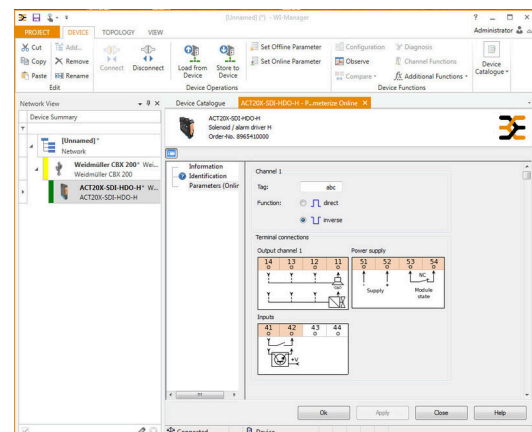 [Unnamed] (*) - WI-Manager
PROJECT DEVICE TOPOLOGY VIEW Administrator
Cut Add... Set Offline Parameter Configuration Diagnosis
Copy Remove Connect Disconnect Load from Device Store to Device Set Online Parameter Observe Channel Functions Device Catalogue
Paste Rename Compare Additional Functions
Edit Device Operations Device Functions
Network View Device Catalogue ACT20X-SDI-HDO-H - P...meterize Online
Device Summary
[Unnamed]*
Network
Weidmüller CBX 200* Wei...
Weidmüller CBX 200
ACT20X-SDI-HDO-H* W...
ACT20X-SDI-HDO-H
ACT20X-SDI-HDO-H
Solenoid / alarm driver H
Order-No. 8965410000
Information
Identification
Parameters (Onlin
Channel 1
Tag: abc
Function: direct
inverse
Terminal connections
Output channel 1 Power supply
14 13 12 11 51 52 53 54
NC
- +
Supply Module
state
Inputs
41 42 43 44
+V
Ok Apply Close Help
Connected Device